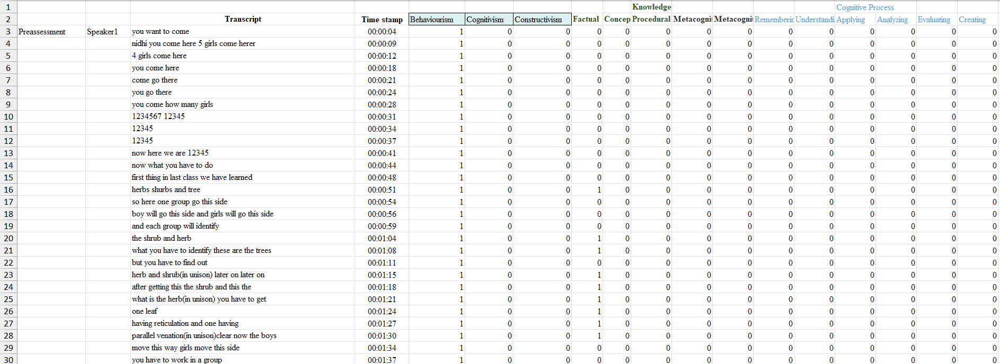 1 Knowledge Cognitive Process
2 Transcript Time stamp Behaviourism Cognitivism Constructivism Factual Concep Procedural Metacogni Metacogni Rememberin Understandi Applying Analyzing Evaluating Creating
3 Preassessment Speaker1 you want to come 00:00:04 1 0 0 0 0 0 0 0 0 0 0 0 0 0
4 nidhi you come here 5 girls come herer 00:00:09 1 0 0 0 0 0 0 0 0 0 0 0 0 0
5 4 girls come here 00:00:12 1 0 0 0 0 0 0 0 0 0 0 0 0 0
6 you come here 00:00:18 1 0 0 0 0 0 0 0 0 0 0 0 0 0
7 come go there 00:00:21 1 0 0 0 0 0 0 0 0 0 0 0 0 0
8 you go there 00:00:24 1 0 0 0 0 0 0 0 0 0 0 0 0 0
9 you come how many girls 00:00:28 1 0 0 0 0 0 0 0 0 0 0 0 0 0
10 1234567 12345 00:00:31 1 0 0 0 0 0 0 0 0 0 0 0 0 0
11 12345 00:00:34 1 0 0 0 0 0 0 0 0 0 0 0 0 0
12 12345 00:00:37 1 0 0 0 0 0 0 0 0 0 0 0 0 0
13 now here we are 12345 00:00:41 1 0 0 0 0 0 0 0 0 0 0 0 0 0
14 now what you have to do 00:00:44 1 0 0 0 0 0 0 0 0 0 0 0 0 0
15 first thing in last class we have learned 00:00:48 1 0 0 0 0 0 0 0 0 0 0 0 0 0
16 herbs shurbs and tree 00:00:51 1 0 0 1 0 0 0 0 0 0 0 0 0 0
17 so here one group go this side 00:00:54 1 0 0 0 0 0 0 0 0 0 0 0 0 0
18 boy will go this side and girls will go this side 00:00:56 1 0 0 0 0 0 0 0 0 0 0 0 0 0
19 and each group will identify 00:00:59 1 0 0 0 0 0 0 0 0 0 0 0 0 0
20 the shrub and herb 00:01:04 1 0 0 1 0 0 0 0 0 0 0 0 0 0
21 what you have to identify these are the trees 00:01:08 1 0 0 1 0 0 0 0 0 0 0 0 0 0
22 but you have to find out 00:01:11 1 0 0 0 0 0 0 0 0 0 0 0 0 0
23 herb and shrub(in unison) later on later on 00:01:15 1 0 0 1 0 0 0 0 0 0 0 0 0 0
24 after getting this the shrub and this the 00:01:18 1 0 0 1 0 0 0 0 0 0 0 0 0 0
25 what is the herb(in unison) you have to get 00:01:21 1 0 0 1 0 0 0 0 0 0 0 0 0 0
26 one leaf 00:01:24 1 0 0 1 0 0 0 0 0 0 0 0 0 0
27 having reticulation and one having 00:01:27 1 0 0 1 0 0 0 0 0 0 0 0 0 0
28 parallel venation(in unison)clear now the boys 00:01:30 1 0 0 1 0 0 0 0 0 0 0 0 0 0
29 move this way girls move this side 00:01:34 1 0 0 0 0 0 0 0 0 0 0 0 0 0
30 you have to work in a group 00:01:37 1 0 0 0 0 0 0 0 0 0 0 0 0 0